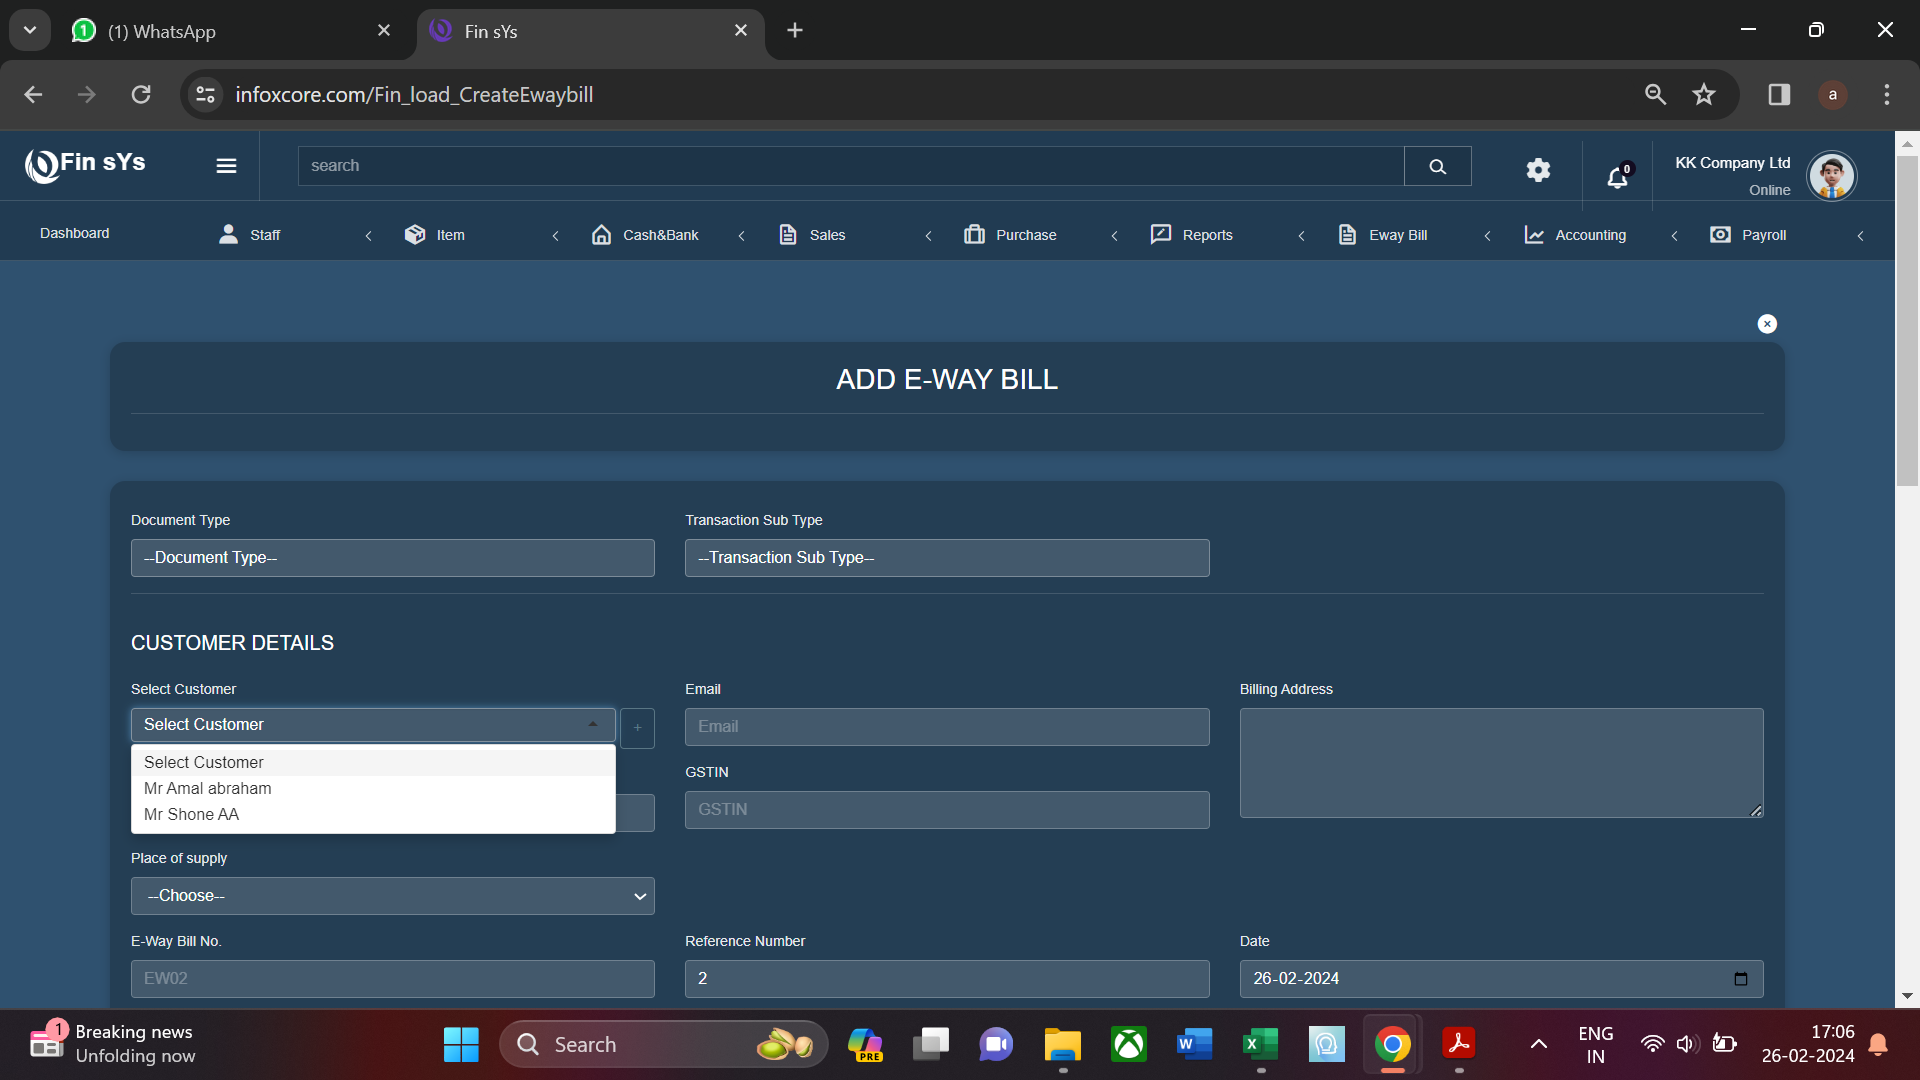 1
(1) WhatsApp
Fin sYs
infoxcore.com/Fin_load_CreateEwaybill
a
Fin sYs
search
0
KK Company Ltd
Online
Dashboard
Staff
Item
Cash&Bank
Sales
Purchase
Reports
Eway Bill
Accounting
Payroll
ADD E-WAY BILL
Document Type
Transaction Sub Type
--Document Type--
--Transaction Sub Type--
CUSTOMER DETAILS
Select Customer
Email
Billing Address
Select Customer
+
Email
Select Customer
Mr Amal abraham
Mr Shone AA
GSTIN
GSTIN
Place of supply
--Choose--
E-Way Bill No.
Reference Number
Date
EW02
2
26-02-2024
1
Breaking news
Unfolding now
Search
PRE
W
X
ENG
IN
17:06
26-02-2024